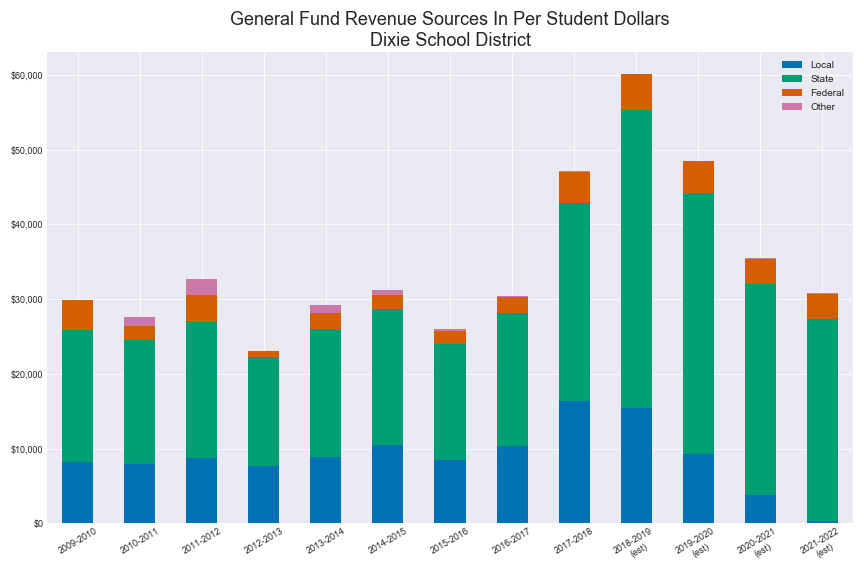 General Fund Revenue Sources In Per Student Dollars
Dixie School District
Local
State
Federal
Other
$60,000
$50,000
$40,000
$30,000
$20,000
$10,000
$0
2009-2010
2010-2011
2011-2012
2012-2013
2013-2014
2014-2015
2015-2016
2016-2017
2017-2018
2018-2019
(est)
2019-2020
(est)
2020-2021
(est)
2021-2022
(est)